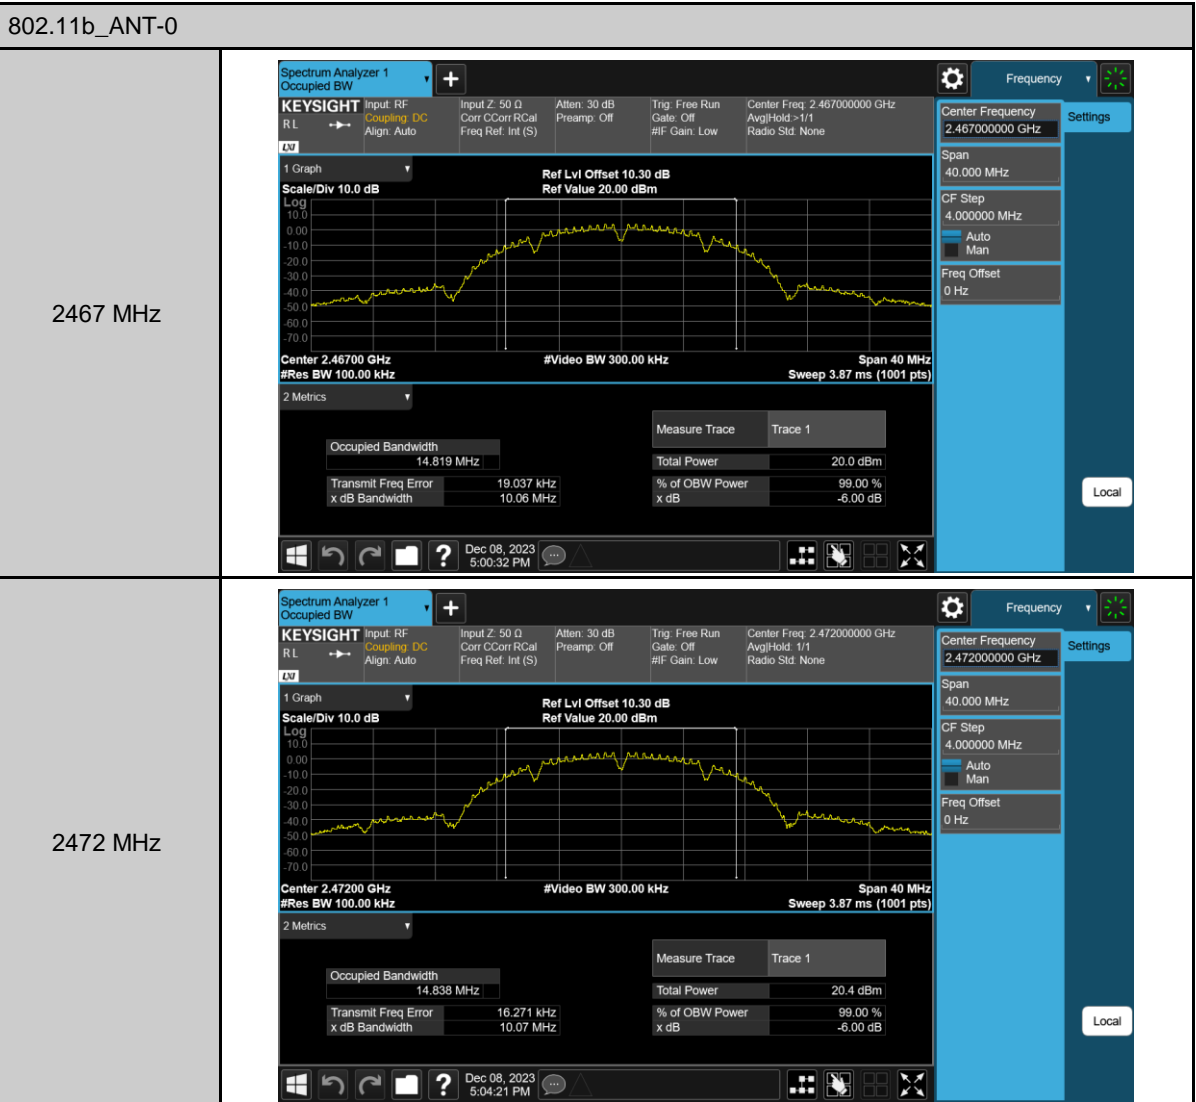 802.11b_ANT-0
2467 MHz
Spectrum Analyzer 1
Occupied BW
Frequency
KEYSIGHT
R L
LXI
Input: RF
Coupling: DC
Align: Auto
Input Z: 50 Ω
Corr CCorr RCal
Freq Ref: Int (S)
Atten: 30 dB
Preamp: Off
Trig: Free Run
Gate: Off
#IF Gain: Low
Center Freq: 2.467000000 GHz
Avg|Hold:>1/1
Radio Std: None
Center Frequency
2.467000000 GHz
Settings
Span
40.000 MHz
CF Step
4.000000 MHz
Auto
Man
Freq Offset
0 Hz
1 Graph
Scale/Div 10.0 dB
Ref Lvl Offset 10.30 dB
Ref Value 20.00 dBm
Log
10.0
0.00
-10.0
-20.0
-30.0
-40.0
-50.0
-60.0
-70.0
Center 2.46700 GHz
#Res BW 100.00 kHz
#Video BW 300.00 kHz
Span 40 MHz
Sweep 3.87 ms (1001 pts)
2 Metrics
Measure Trace Trace 1
Occupied Bandwidth
14.819 MHz
Total Power 20.0 dBm
Transmit Freq Error 19.037 kHz
% of OBW Power 99.00 %
x dB Bandwidth 10.06 MHz
x dB -6.00 dB
Local
?
Dec 08, 2023
5:00:32 PM
2472 MHz
Spectrum Analyzer 1
Occupied BW
Frequency
KEYSIGHT
R L
LXI
Input: RF
Coupling: DC
Align: Auto
Input Z: 50 Ω
Corr CCorr RCal
Freq Ref: Int (S)
Atten: 30 dB
Preamp: Off
Trig: Free Run
Gate: Off
#IF Gain: Low
Center Freq: 2.472000000 GHz
Avg|Hold: 1/1
Radio Std: None
Center Frequency
2.472000000 GHz
Settings
Span
40.000 MHz
CF Step
4.000000 MHz
Auto
Man
Freq Offset
0 Hz
1 Graph
Scale/Div 10.0 dB
Ref Lvl Offset 10.30 dB
Ref Value 20.00 dBm
Log
10.0
0.00
-10.0
-20.0
-30.0
-40.0
-50.0
-60.0
-70.0
Center 2.47200 GHz
#Res BW 100.00 kHz
#Video BW 300.00 kHz
Span 40 MHz
Sweep 3.87 ms (1001 pts)
2 Metrics
Measure Trace Trace 1
Occupied Bandwidth
14.838 MHz
Total Power 20.4 dBm
Transmit Freq Error 16.271 kHz
% of OBW Power 99.00 %
x dB Bandwidth 10.07 MHz
x dB -6.00 dB
Local
?
Dec 08, 2023
5:04:21 PM